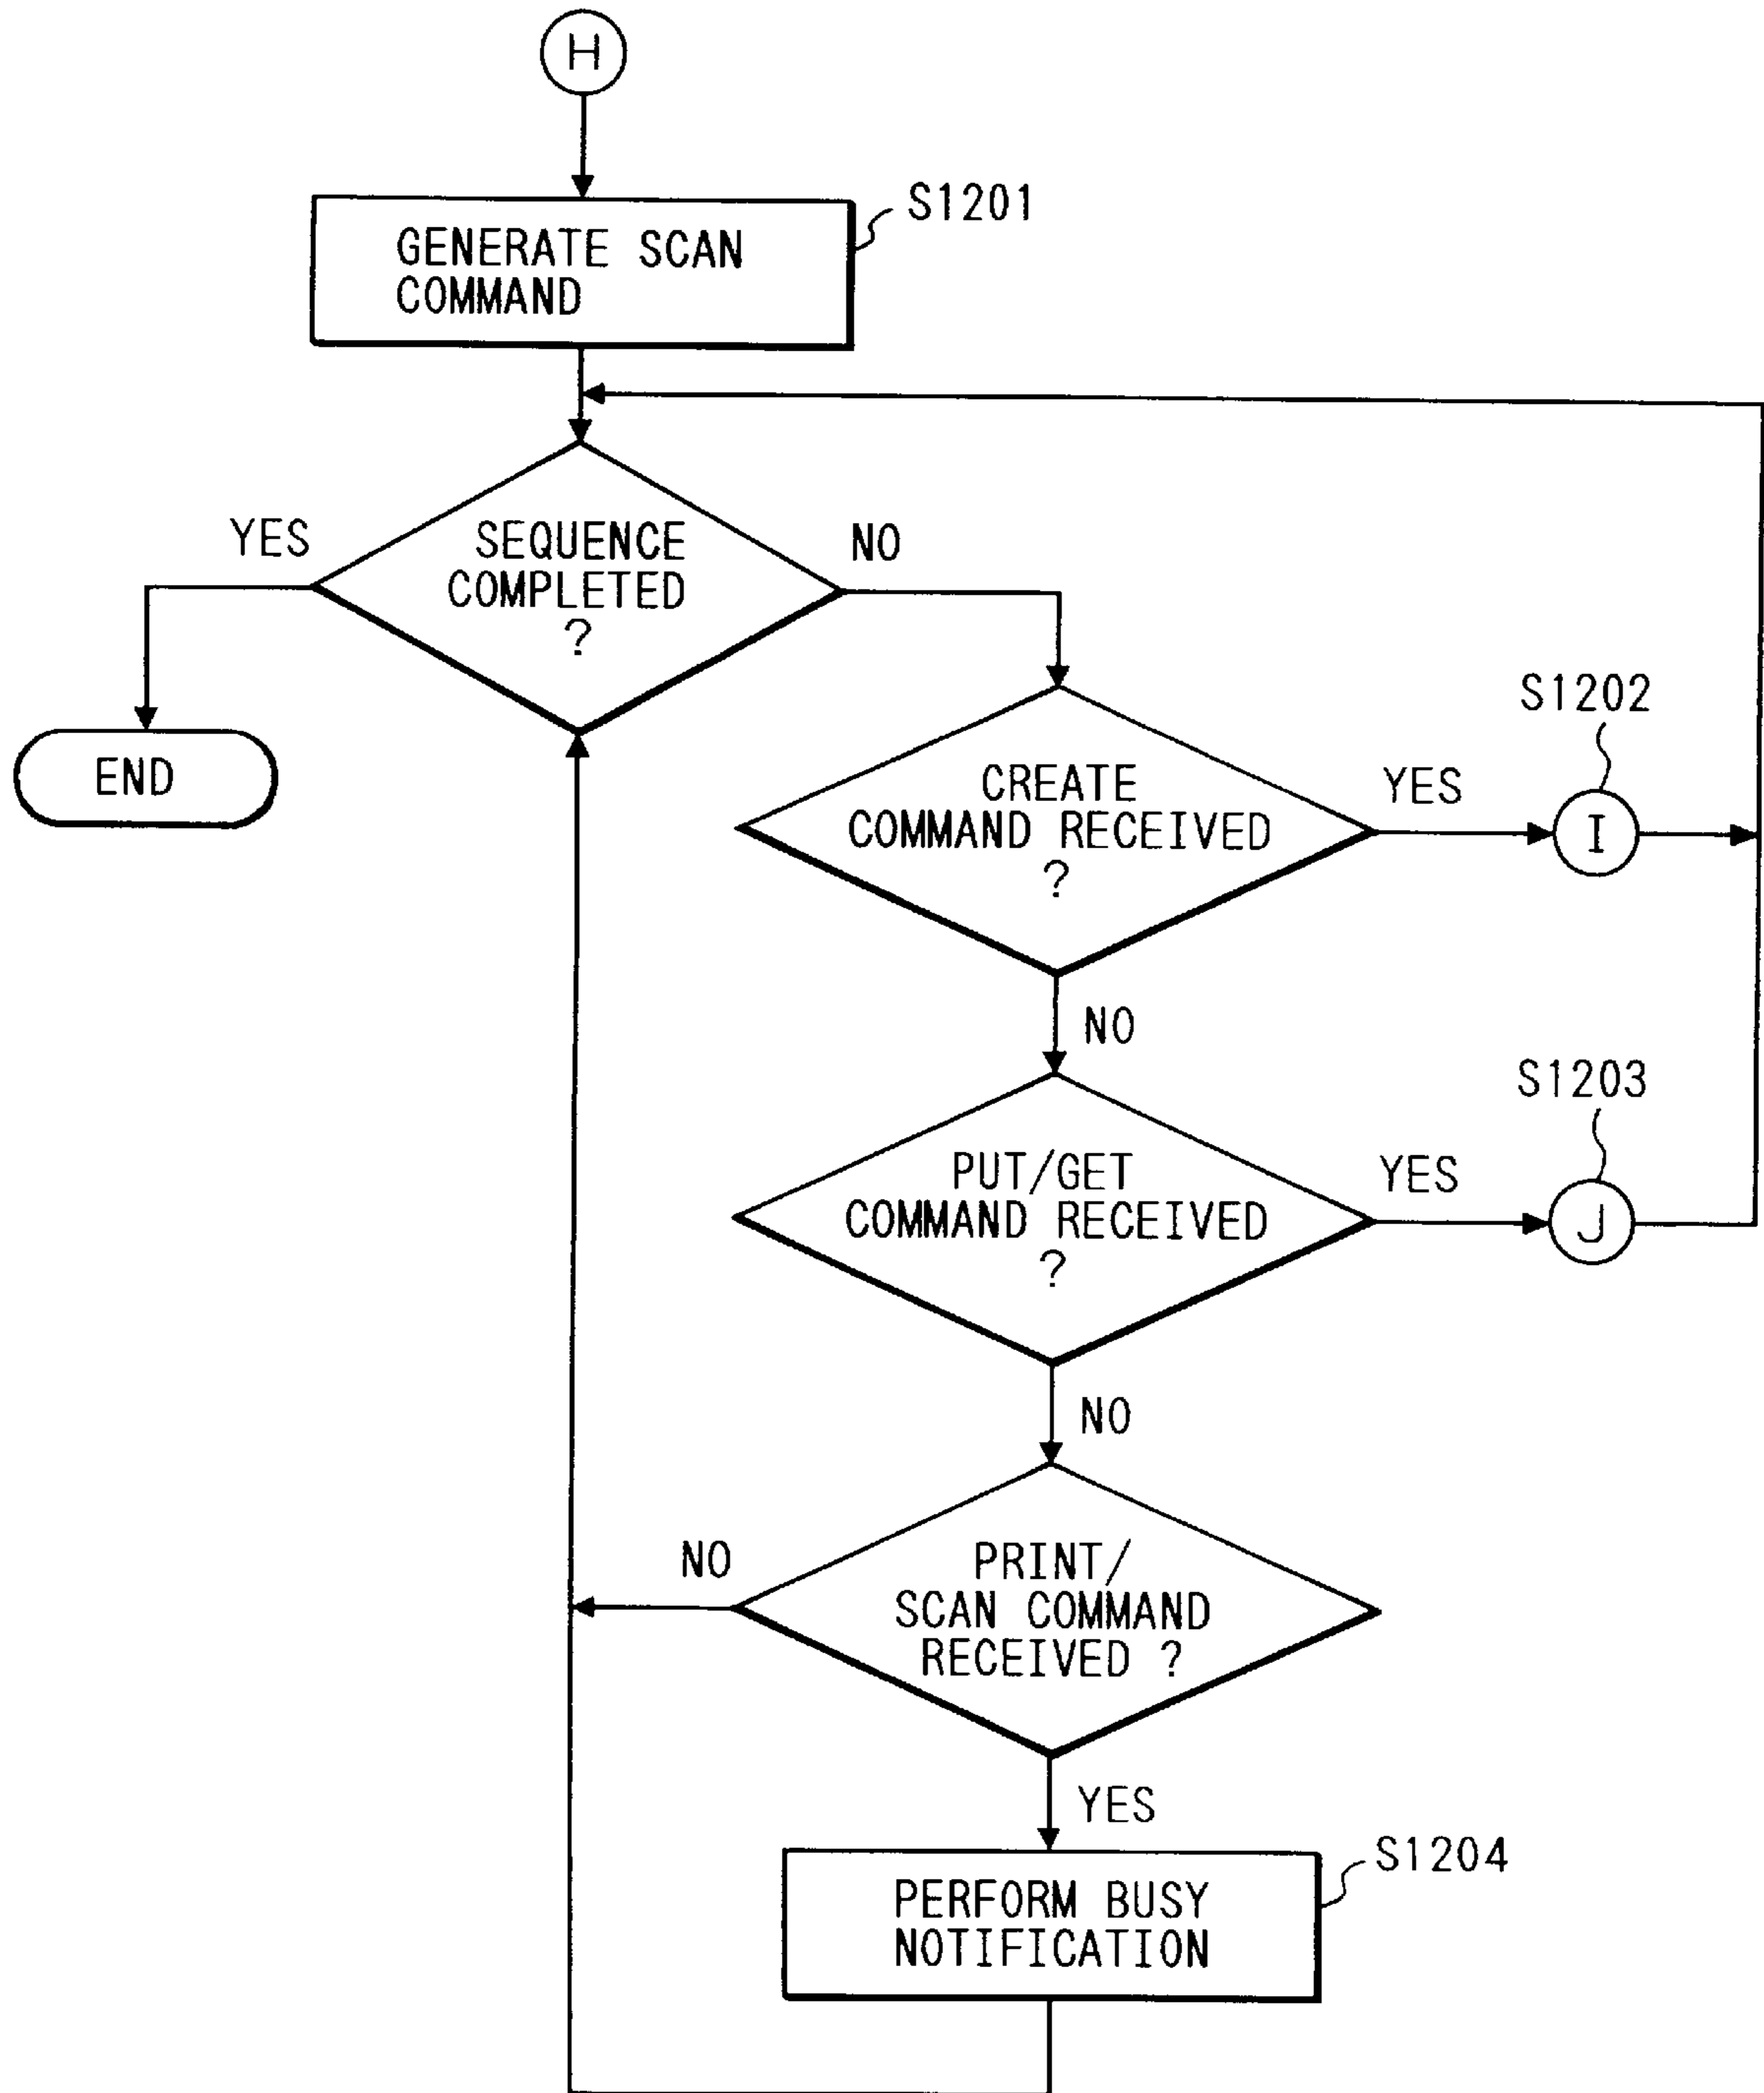 H
S1201
GENERATE SCAN
COMMAND
YES
SEQUENCE
COMPLETED
?
NO
END
S1202
CREATE
COMMAND RECEIVED
?
YES
I
NO
S1203
PUT/GET
COMMAND RECEIVED
?
YES
J
NO
NO
PRINT/
SCAN COMMAND
RECEIVED ?
YES
S1204
PERFORM BUSY
NOTIFICATION